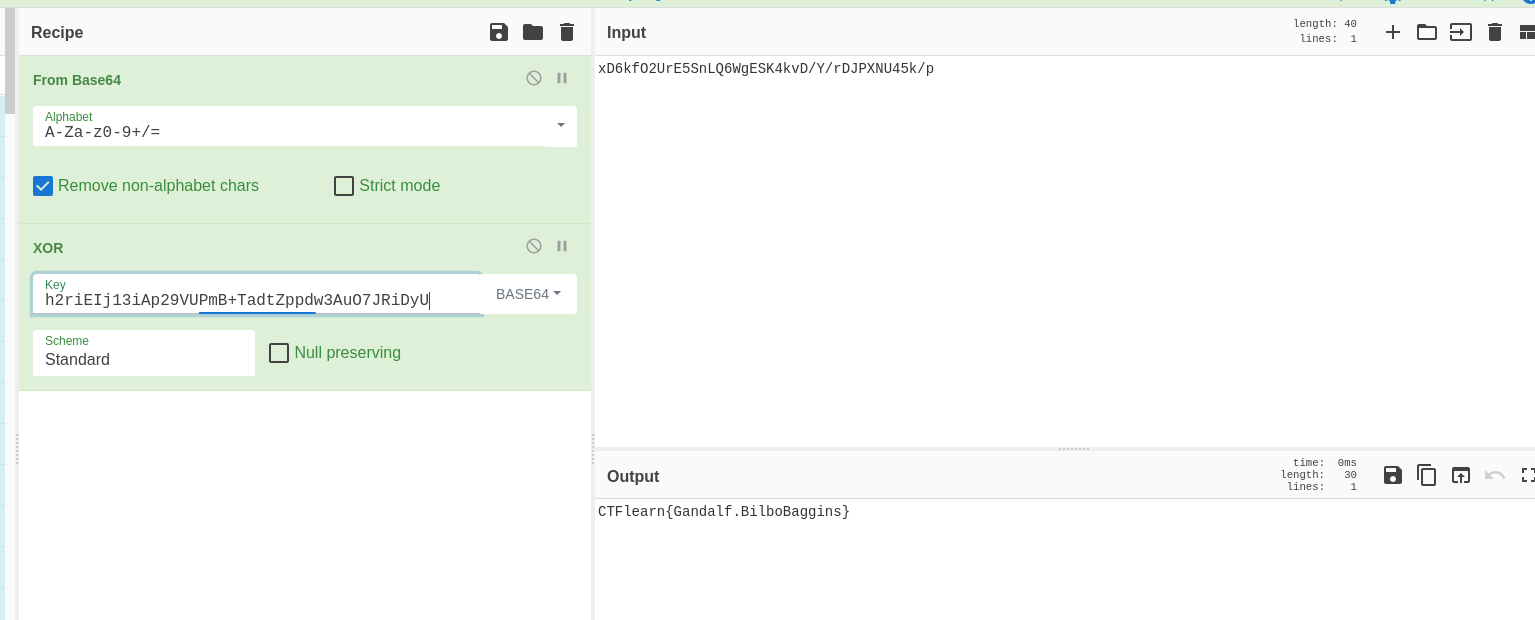 Recipe
From Base64
Alphabet
A-Za-z0-9+/=
Remove non-alphabet chars
Strict mode
XOR
Key
h2riEIj13iAp29VUPmB+TadtZppdw3AuO7JRiDyU
BASE64
Scheme
Standard
Null preserving
Input
length: 40
lines: 1
xD6kfO2UrE5SnLQ6WgESK4kvD/Y/rDJPXNU45k/p
Output
time: 0ms
length: 30
lines: 1
CTFlearn{Gandalf.BilboBaggins}